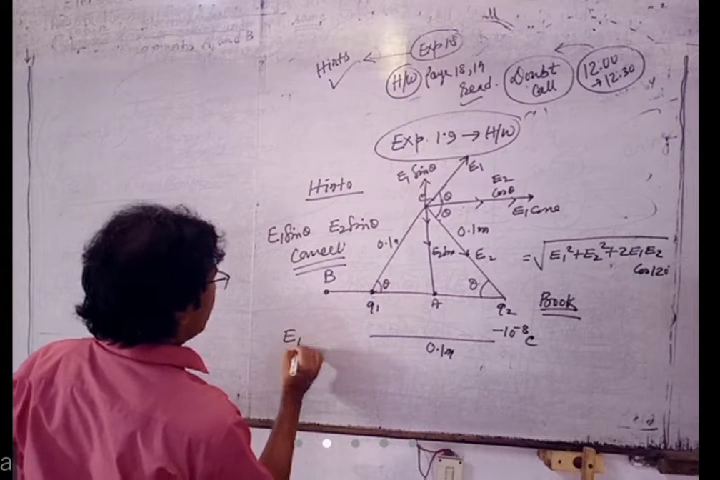 and B
Hints
Exp 1.8
H/W
Page 18, 19
Read.
Doubt
Call
12.00
→ 12.30
Exp. 1.9 → H/W
E1 Sinθ
E1
Hints
E2
Cosθ
E1 Cosθ
θ
θ
E1 Sinθ E2 Sinθ
Cancel
0.1m
E2
= √E1² + E2² + 2E1E2
Cos120
B
θ
θ
q1
A
q2
Book
E1
-10⁻⁸ C
0.1m
a